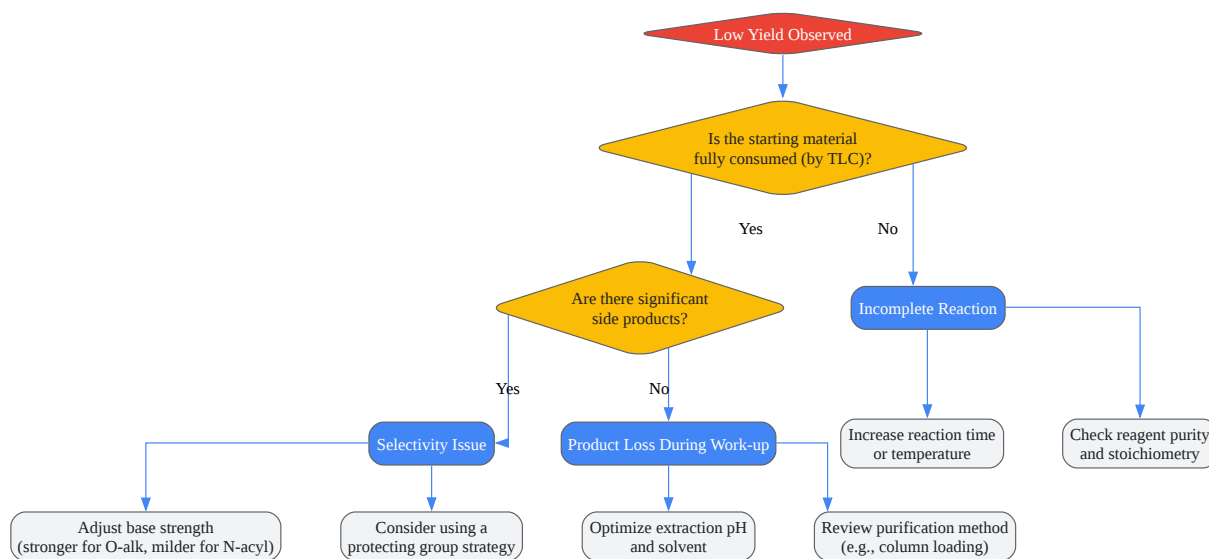 Low Yield Observed
Is the starting material
fully consumed (by TLC)?
Yes
No
Are there significant
side products?
Incomplete Reaction
Yes
No
Increase reaction time
or temperature
Check reagent purity
and stoichiometry
Selectivity Issue
Product Loss During Work-up
Adjust base strength
(stronger for O-alk, milder for N-acyl)
Consider using a
protecting group strategy
Optimize extraction pH
and solvent
Review purification method
(e.g., column loading)